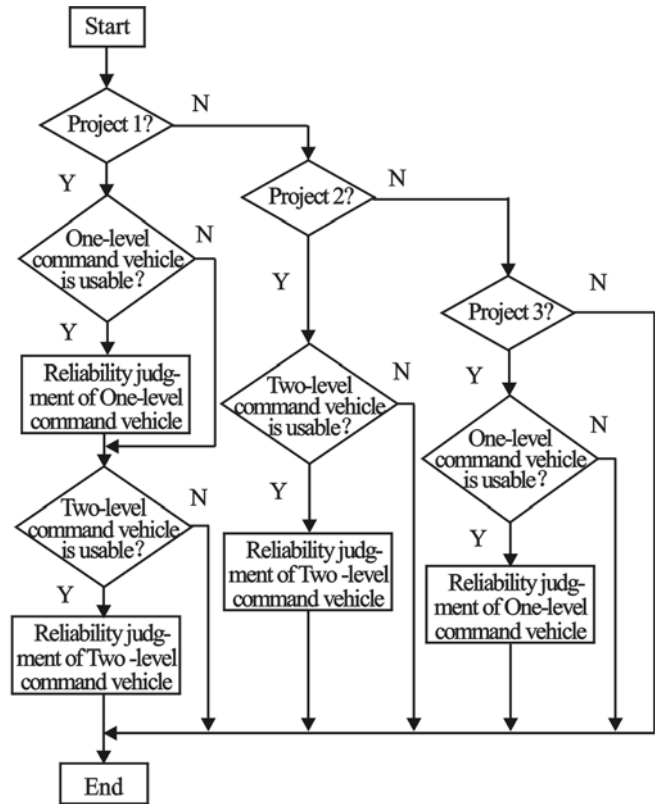 Start
Project 1?
N
Y
Project 2?
N
One-level
command vehicle
is usable?
N
Y
Project 3?
N
Y
Reliability judg-
ment of One-level
command vehicle
Two-level
command vehicle
is usable?
N
Y
One-level
command vehicle
is usable?
N
Y
Two-level
command vehicle
is usable?
N
Y
Reliability judg-
ment of Two -level
command vehicle
Y
Reliability judg-
ment of One-level
command vehicle
Reliability judg-
ment of Two -level
command vehicle
End